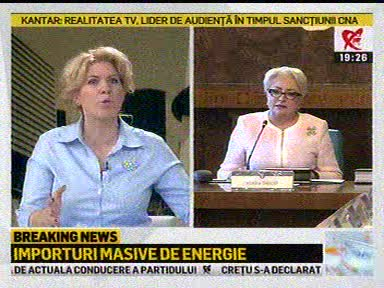 KANTAR: REALITATEA TV, LIDER DE AUDIENȚĂ ÎN TIMPUL SANCȚIUNII CNA
19:26
BREAKING NEWS
IMPORTURI MASIVE DE ENERGIE
DE ACTUALA CONDUCERE A PARTIDULUI
CREȚU S-A DECLARAT